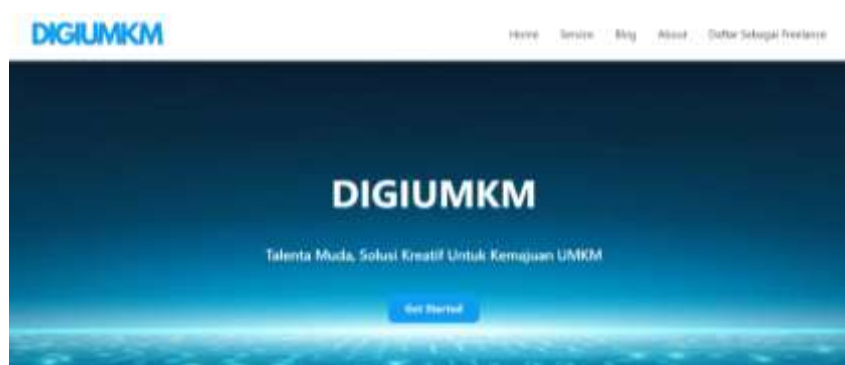 DIGIUMKM
Home Service Blog About Daftar Sebagai Freelance
DIGIUMKM
Talenta Muda, Solusi Kreatif Untuk Kemajuan UMKM
Get Started